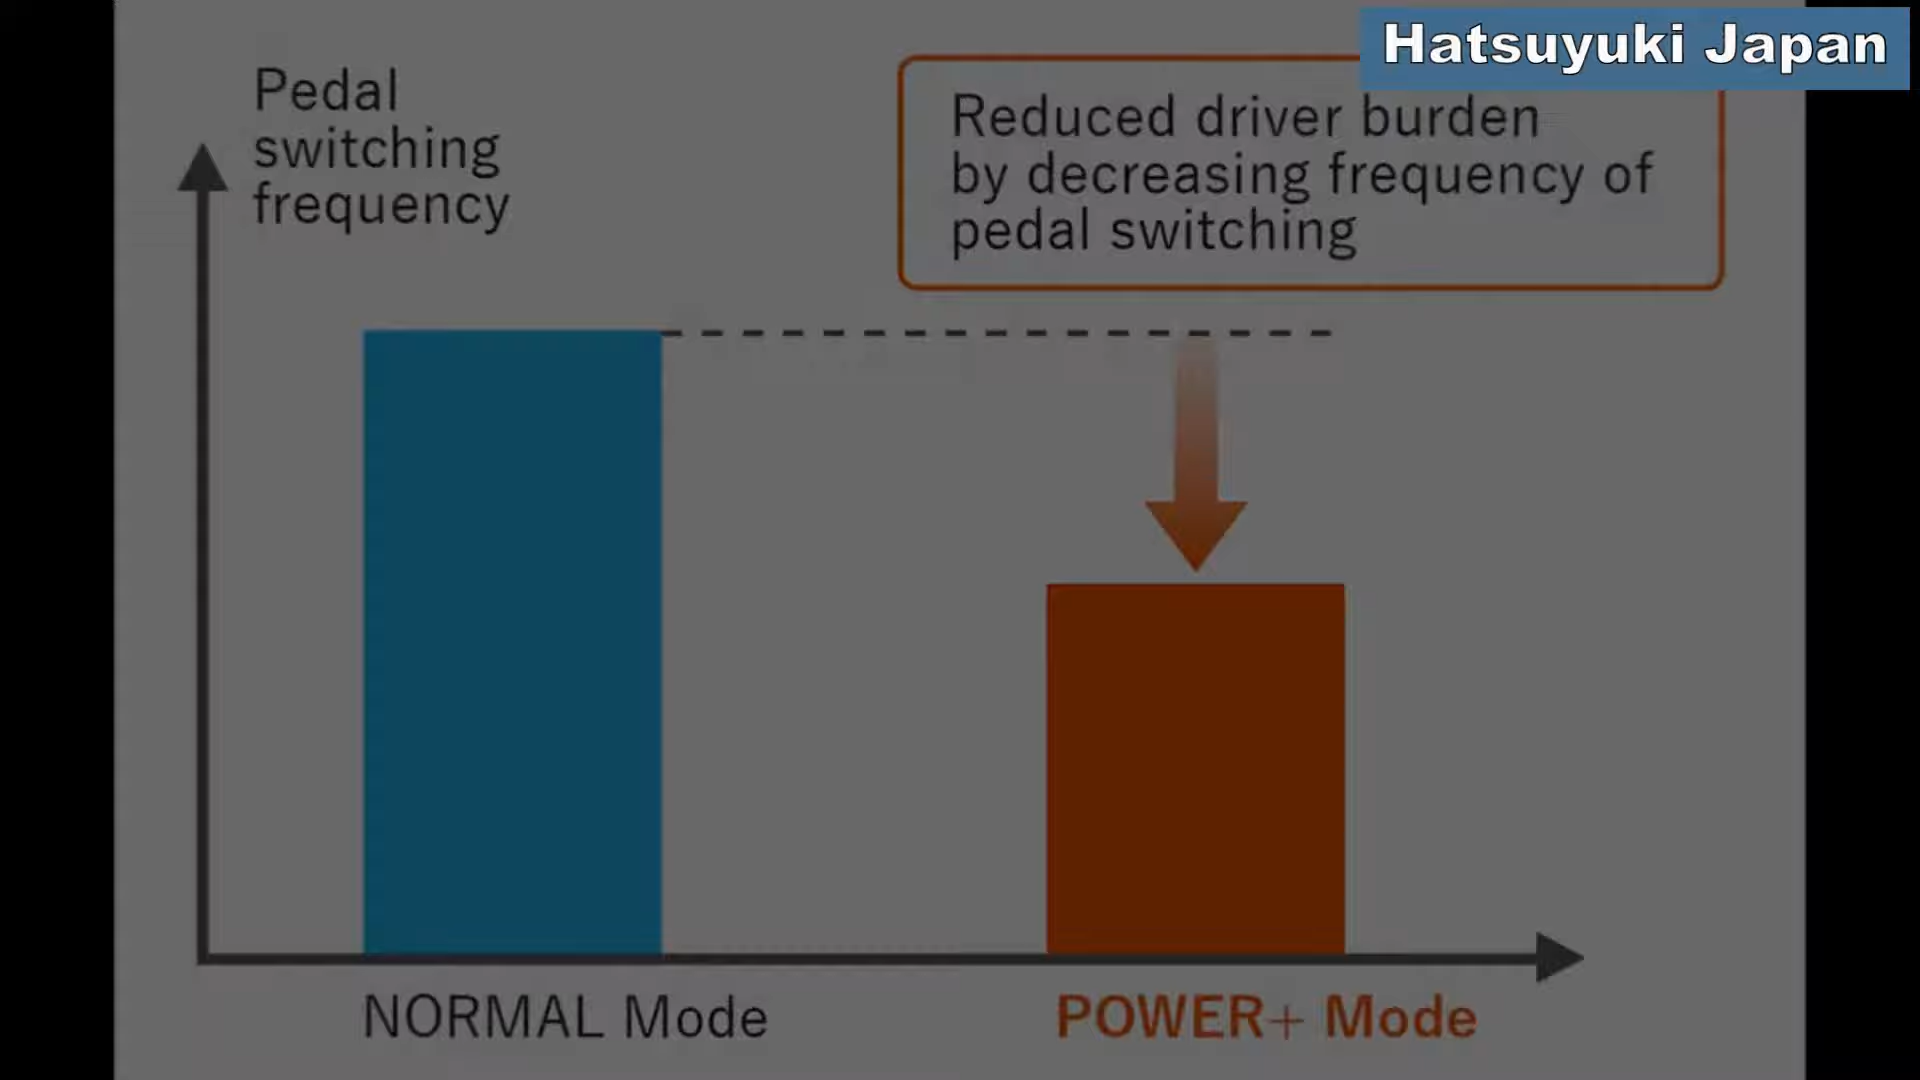 Hatsuyuki Japan
Pedal
switching
frequency
Reduced driver burden
by decreasing frequency of
pedal switching
NORMAL Mode
POWER+ Mode